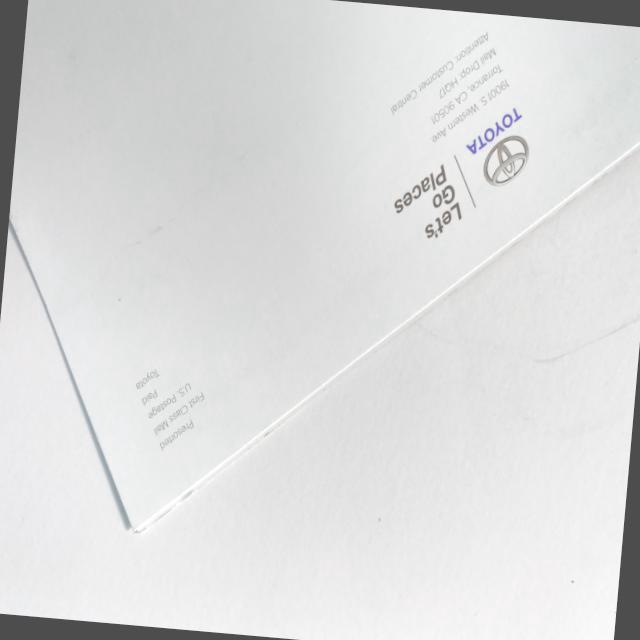 TOYOTA
Let's
Go
Places
19001 S. Western Ave
Torrance, CA 90501
Mail Drop: HQ17
Attention: Customer Central
Presorted
First Class Mail
U.S. Postage
Paid
Toyota